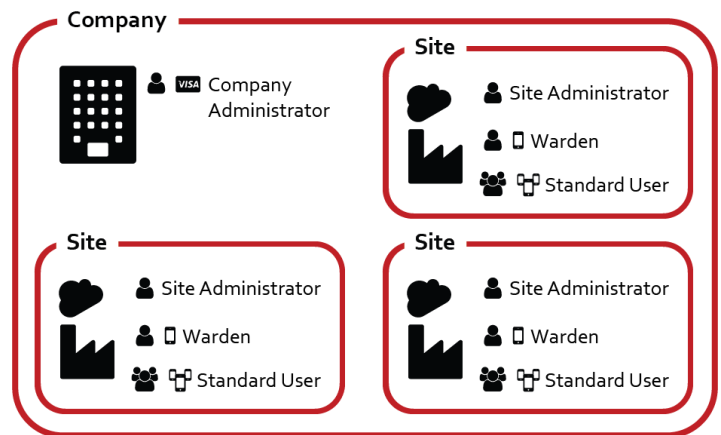 Company
VISA Company
Administrator
Site
Site Administrator
Warden
Standard User
Site
Site Administrator
Warden
Standard User
Site
Site Administrator
Warden
Standard User